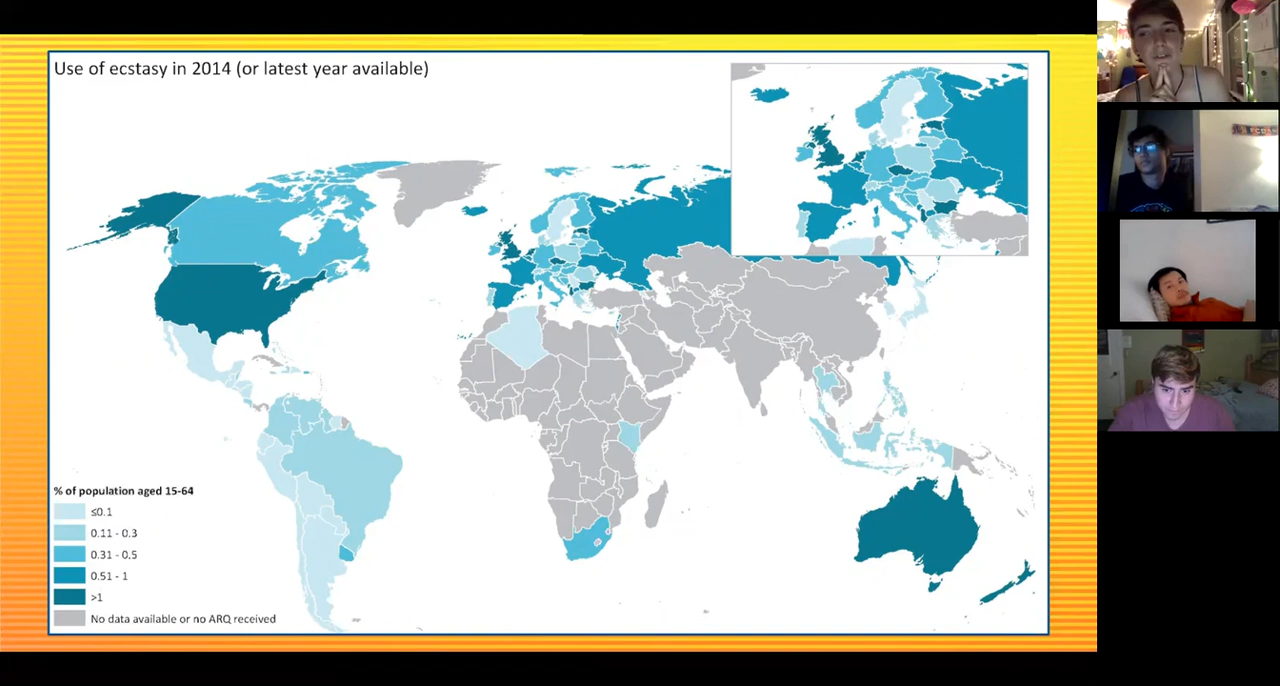 Use of ecstasy in 2014 (or latest year available)
% of population aged 15-64
≤0.1
0.11 - 0.3
0.31 - 0.5
0.51 - 1
>1
No data available or no ARQ received